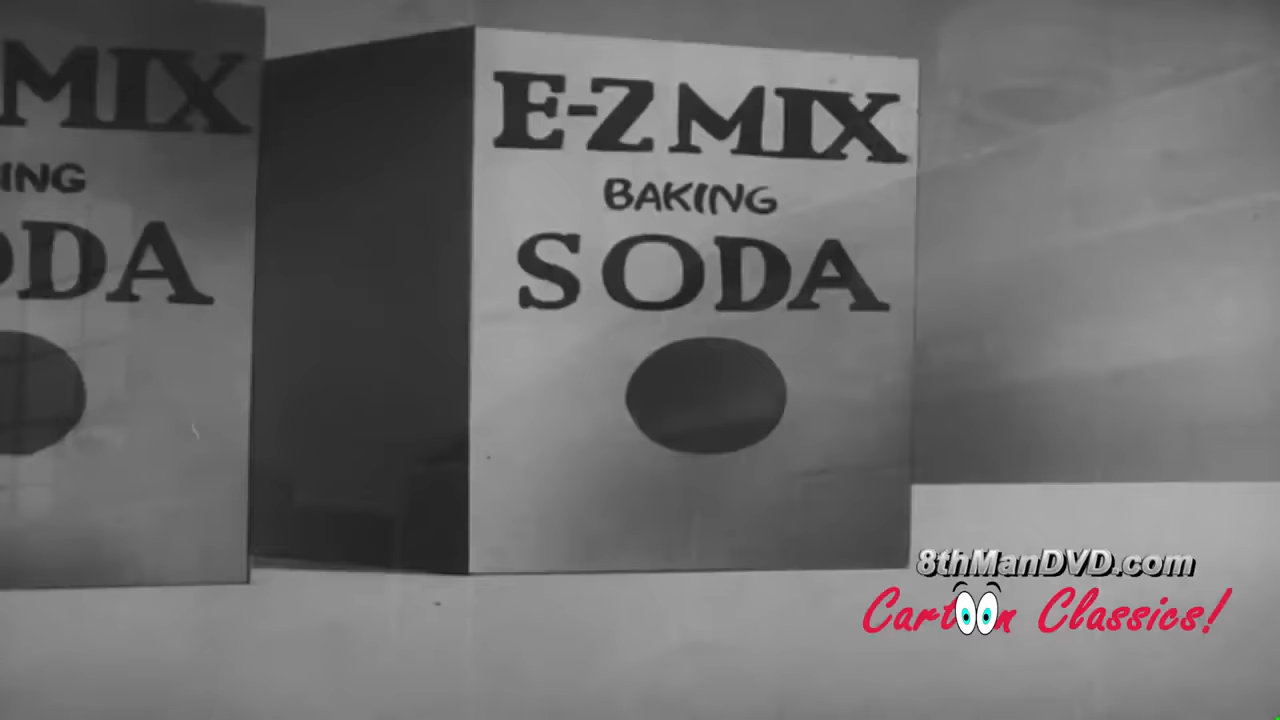 MIX
ING
ODA
E-Z MIX
BAKING
SODA
8thManDVD.com
Cartoon Classics!